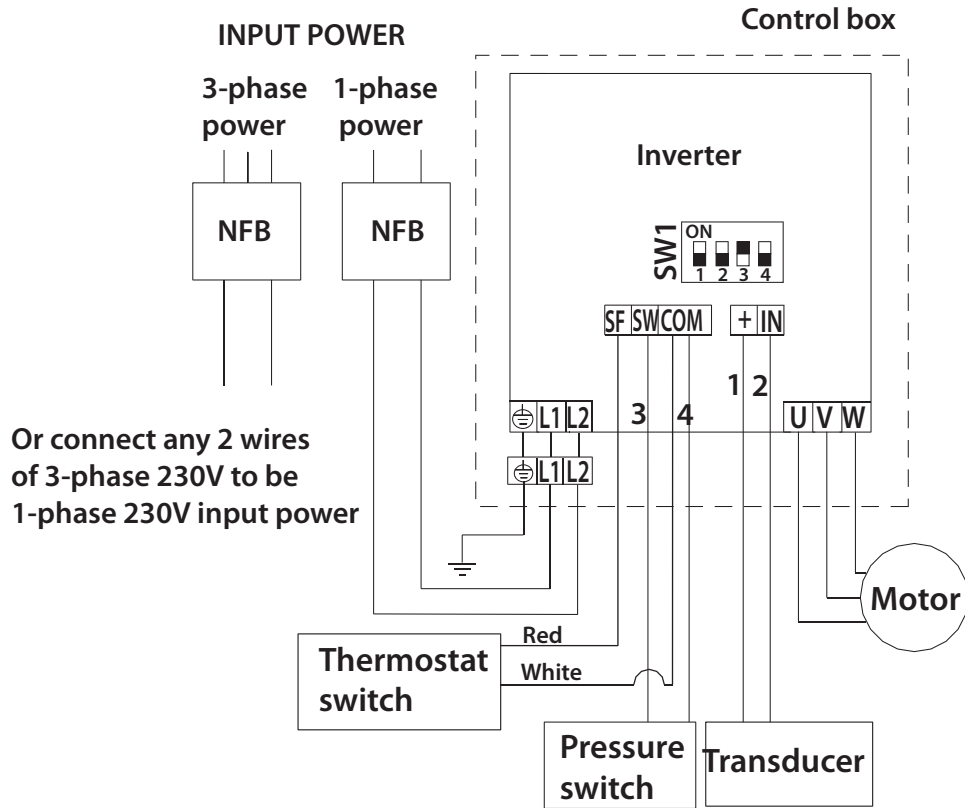 Control box
INPUT POWER
3-phase
power
1-phase
power
NFB
NFB
Inverter
SW1
ON
1 2 3 4
SF SW COM
+ IN
1 2
3 4
L1 L2
U V W
L1 L2
Or connect any 2 wires
of 3-phase 230V to be
1-phase 230V input power
Motor
Red
White
Thermostat
switch
Pressure
switch
Transducer